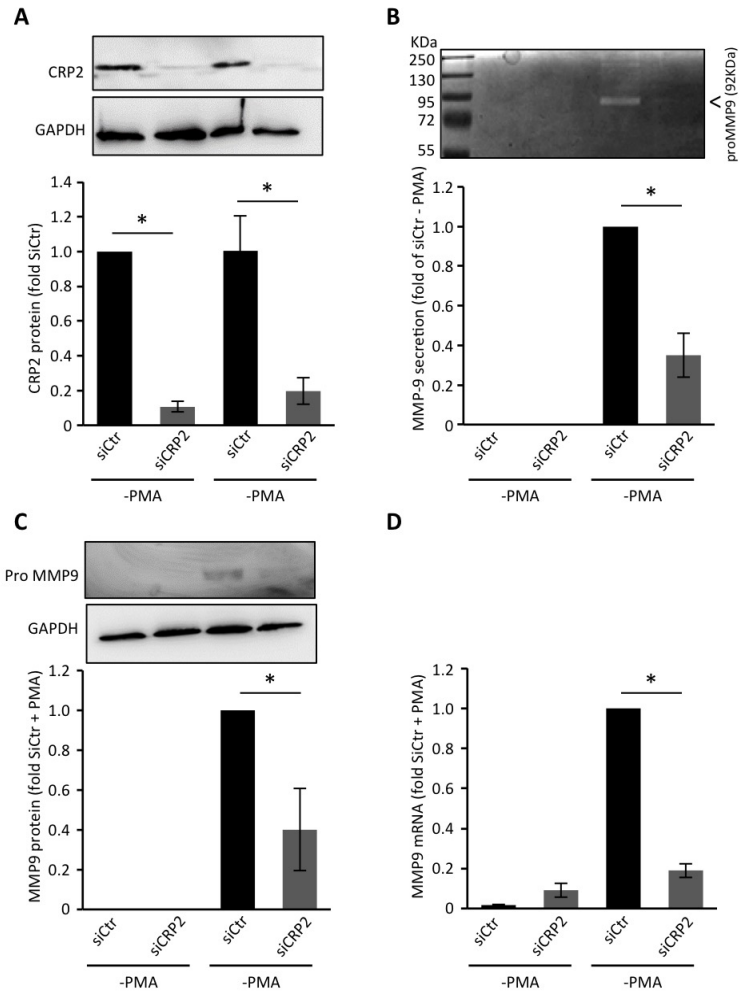 A
CRP2
GAPDH
CRP2 protein (fold SiCtr)
1.4
1.2
1.0
0.8
0.6
0.4
0.2
0
*
*
siCtr
siCRP2
siCtr
siCRP2
-PMA
-PMA
B
KDa
250
130
95
72
55
<
proMMP9 (92KDa)
MMP-9 secretion (fold of siCtr - PMA)
1.2
1.0
0.8
0.6
0.4
0.2
0
*
siCtr
siCRP2
siCtr
siCRP2
-PMA
-PMA
C
Pro MMP9
GAPDH
MMP9 protein (fold SiCtr + PMA)
1.2
1.0
0.8
0.6
0.4
0.2
0
*
siCtr
siCRP2
siCtr
siCRP2
-PMA
-PMA
D
MMP9 mRNA (fold SiCtr + PMA)
1.2
1.0
0.8
0.6
0.4
0.2
0
*
siCtr
siCRP2
siCtr
siCRP2
-PMA
-PMA